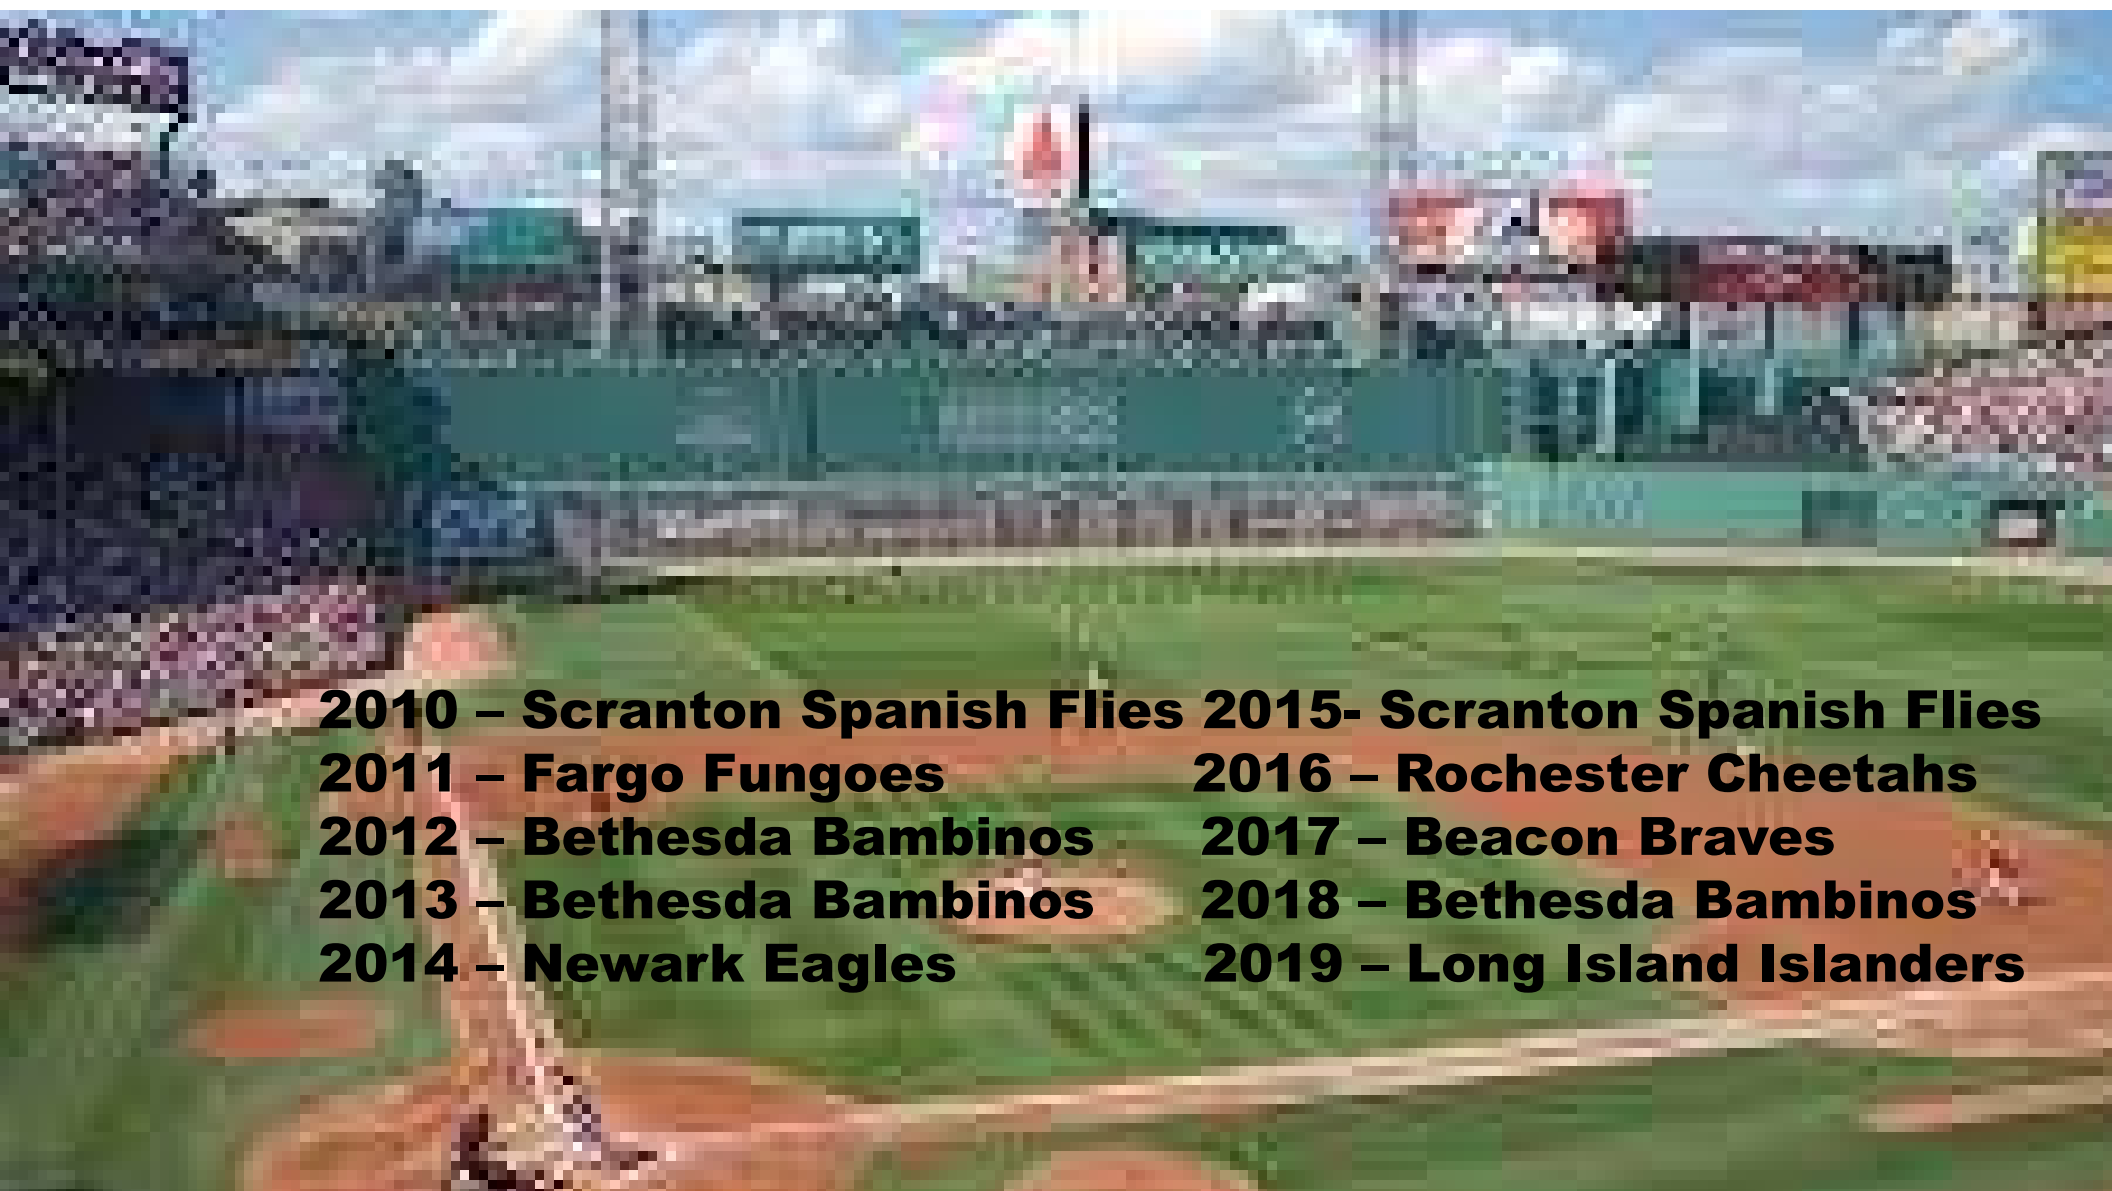 2010 – Scranton Spanish Flies 2015- Scranton Spanish Flies
2011 – Fargo Fungoes 2016 – Rochester Cheetahs
2012 – Bethesda Bambinos 2017 – Beacon Braves
2013 – Bethesda Bambinos 2018 – Bethesda Bambinos
2014 – Newark Eagles 2019 – Long Island Islanders